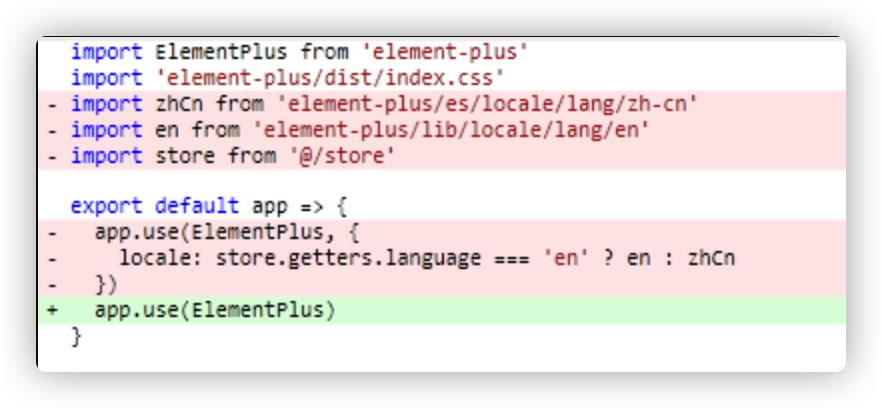 import ElementPlus from 'element-plus'
import 'element-plus/dist/index.css'
- import zhCn from 'element-plus/es/locale/lang/zh-cn'
- import en from 'element-plus/lib/locale/lang/en'
- import store from '@/store'
export default app => {
-   app.use(ElementPlus, {
-     locale: store.getters.language === 'en' ? en : zhCn
-   })
+   app.use(ElementPlus)
}